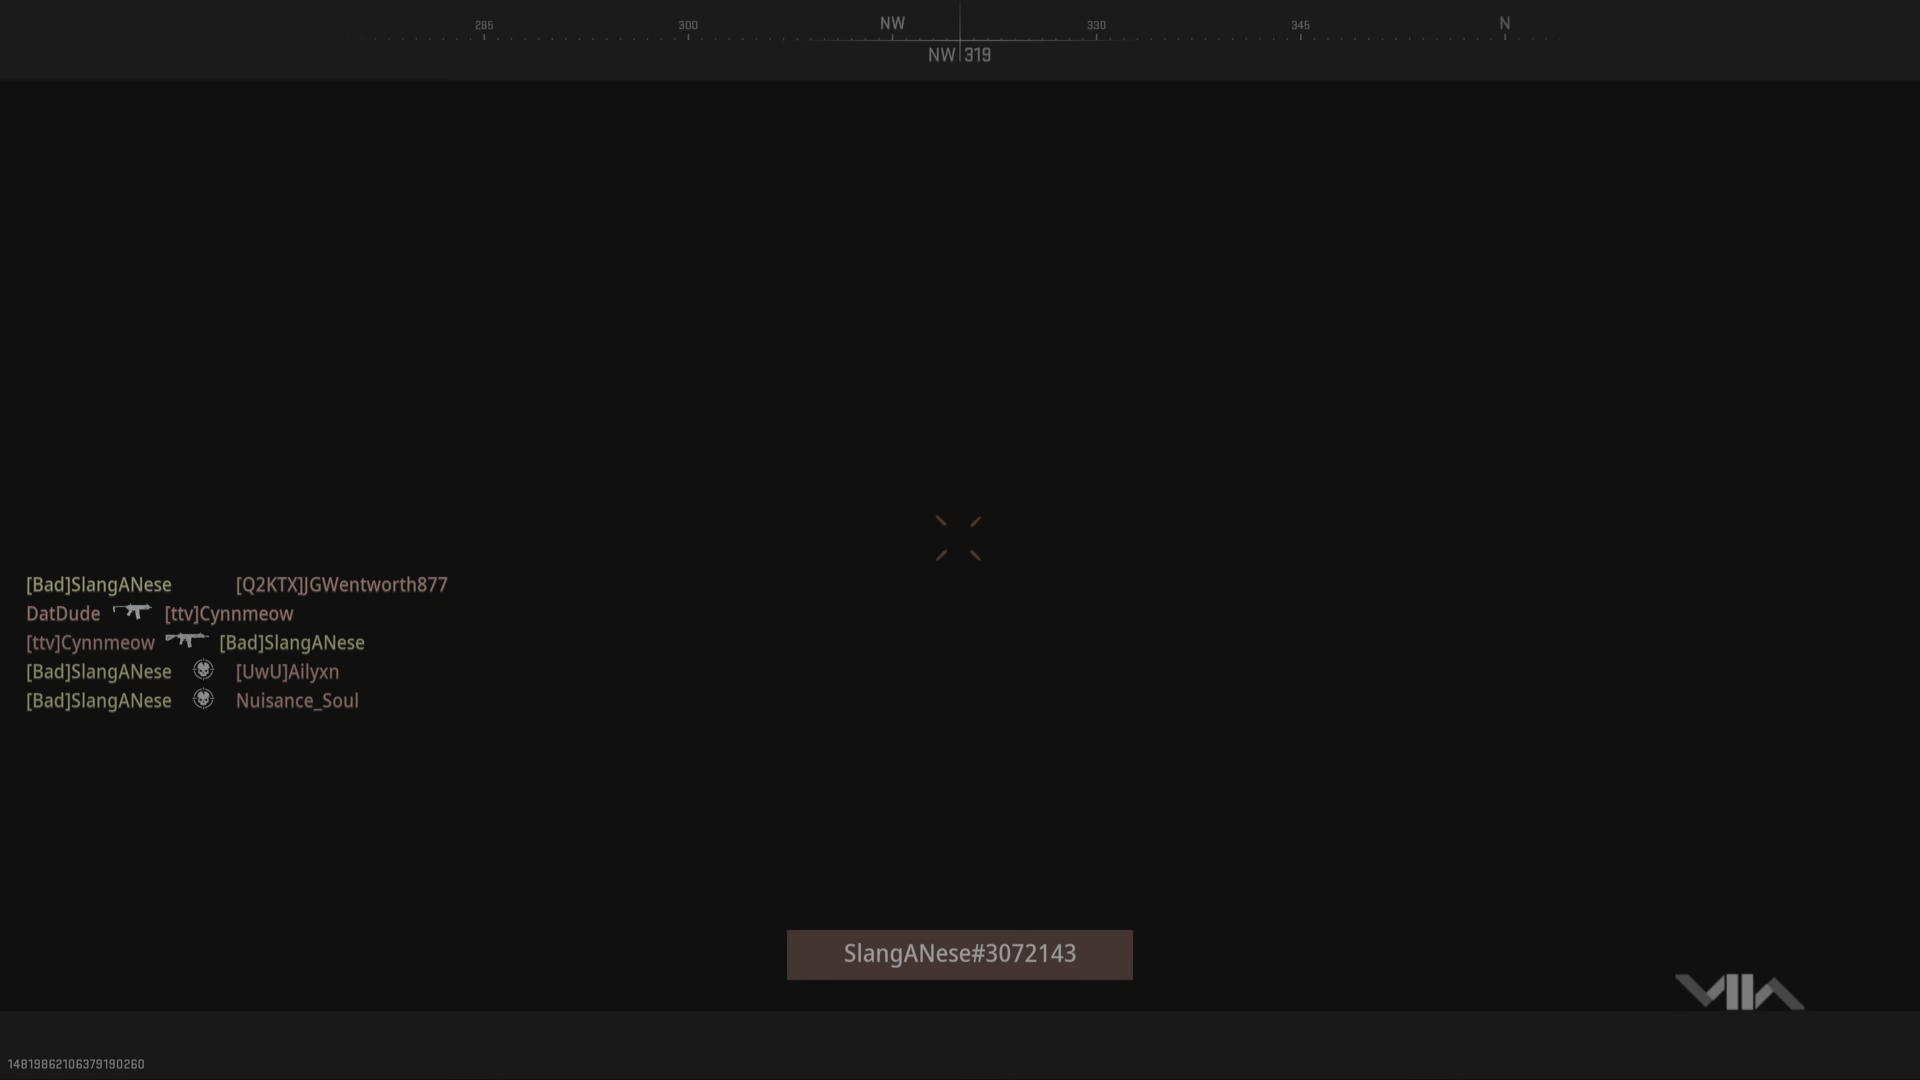 285 300 NW 330 345 N
NW 319
[Bad]SlangANese [Q2KTX]JGWentworth877
DatDude [ttv]Cynnmeow
[ttv]Cynnmeow [Bad]SlangANese
[Bad]SlangANese [UwU]Ailyxn
[Bad]SlangANese Nuisance_Soul
SlangANese#3072143
14819862106379190260